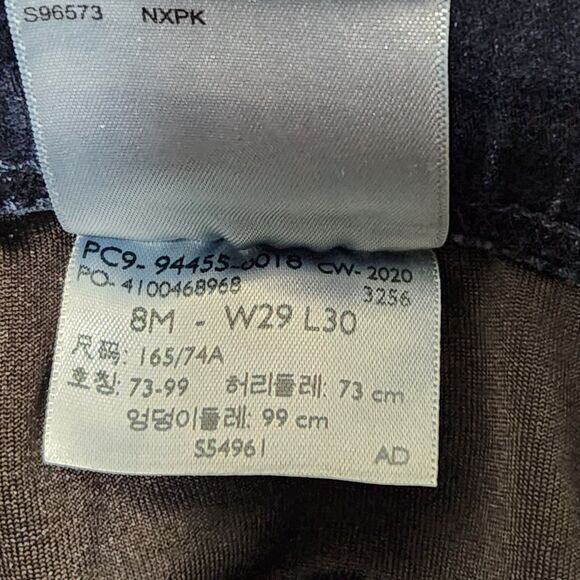 S96573 NXPK
PC9- 94455-0018 CW- 2020
PO- 4100468968 3256
8M - W29 L30
尺码: 165/74A
호칭: 73-99 허리둘레: 73 cm
엉덩이둘레: 99 cm
S54961 AD